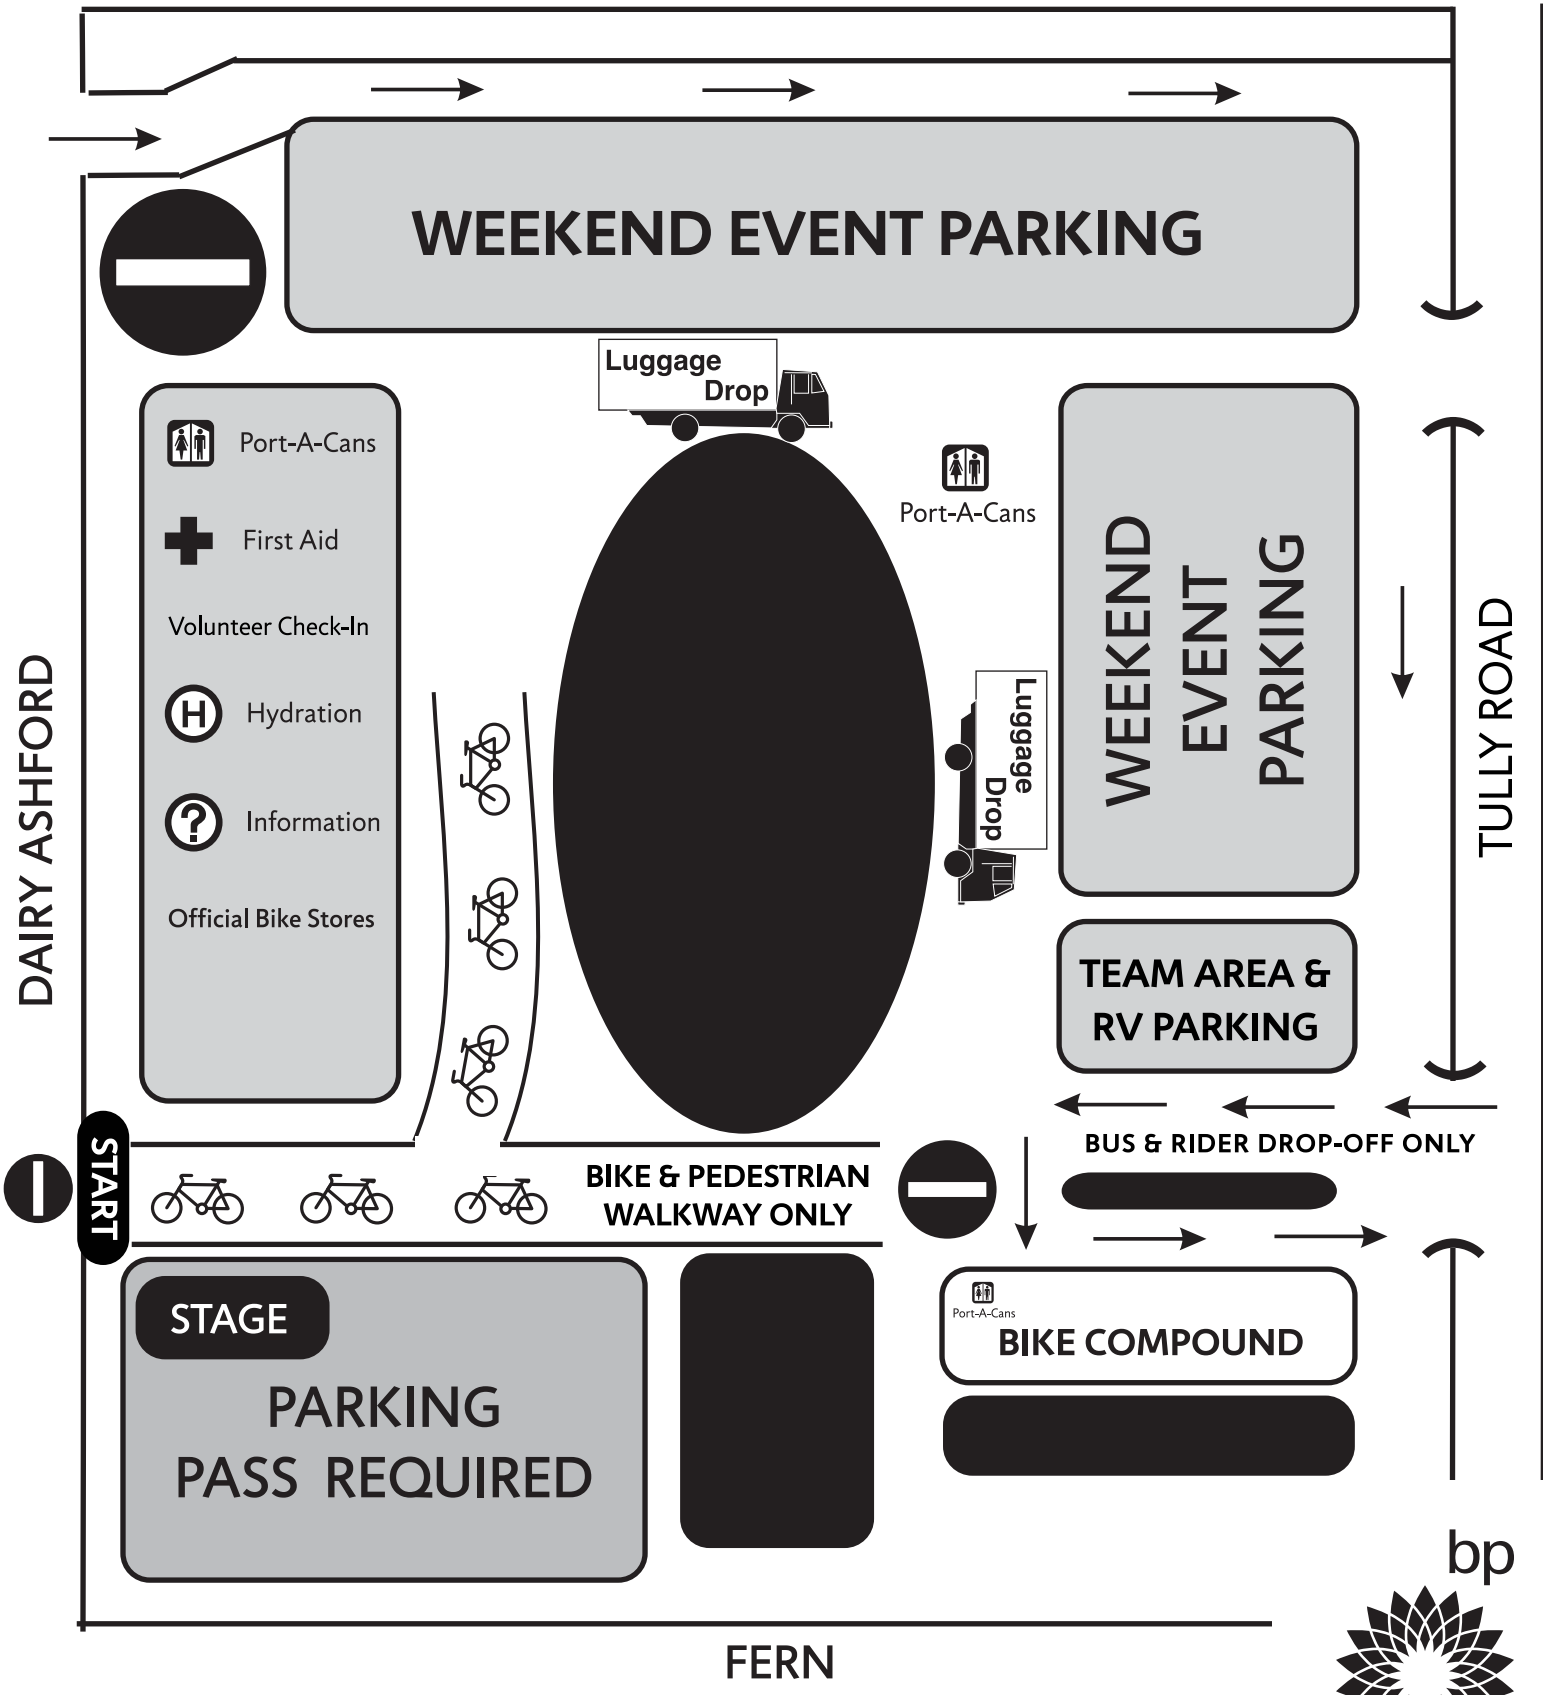 WEEKEND EVENT PARKING
Luggage
Drop
Port-A-Cans
First Aid
Volunteer Check-In
H
Hydration
?
Information
Official Bike Stores
Port-A-Cans
Luggage
Drop
WEEKEND
EVENT
PARKING
DAIRY ASHFORD
TULLY ROAD
TEAM AREA &
RV PARKING
BUS & RIDER DROP-OFF ONLY
START
BIKE & PEDESTRIAN
WALKWAY ONLY
STAGE
PARKING
PASS REQUIRED
Port-A-Cans
BIKE COMPOUND
bp
FERN